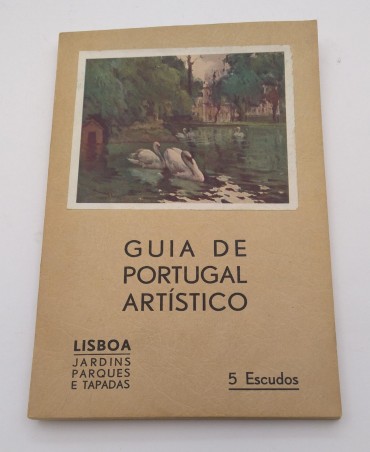 GUIA DE
PORTUGAL
ARTÍSTICO
LISBOA
JARDINS
PARQUES
E TAPADAS
5 Escudos